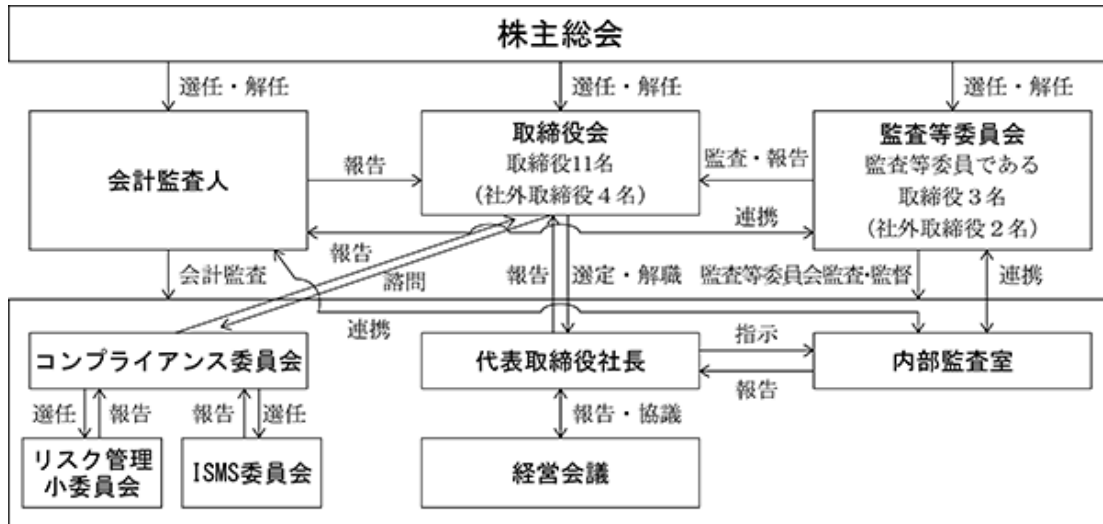 株主総会
選任・解任
選任・解任
選任・解任
会計監査人
報告
取締役会
取締役11名
(社外取締役4名)
監査・報告
監査等委員会
監査等委員である
取締役3名
(社外取締役2名)
連携
報告
会計監査
諮問
報告
選定・解職
監査等委員会監査・監督
連携
連携
コンプライアンス委員会
代表取締役社長
指示
報告
内部監査室
選任
報告
報告
選任
報告・協議
リスク管理
小委員会
ISMS委員会
経営会議